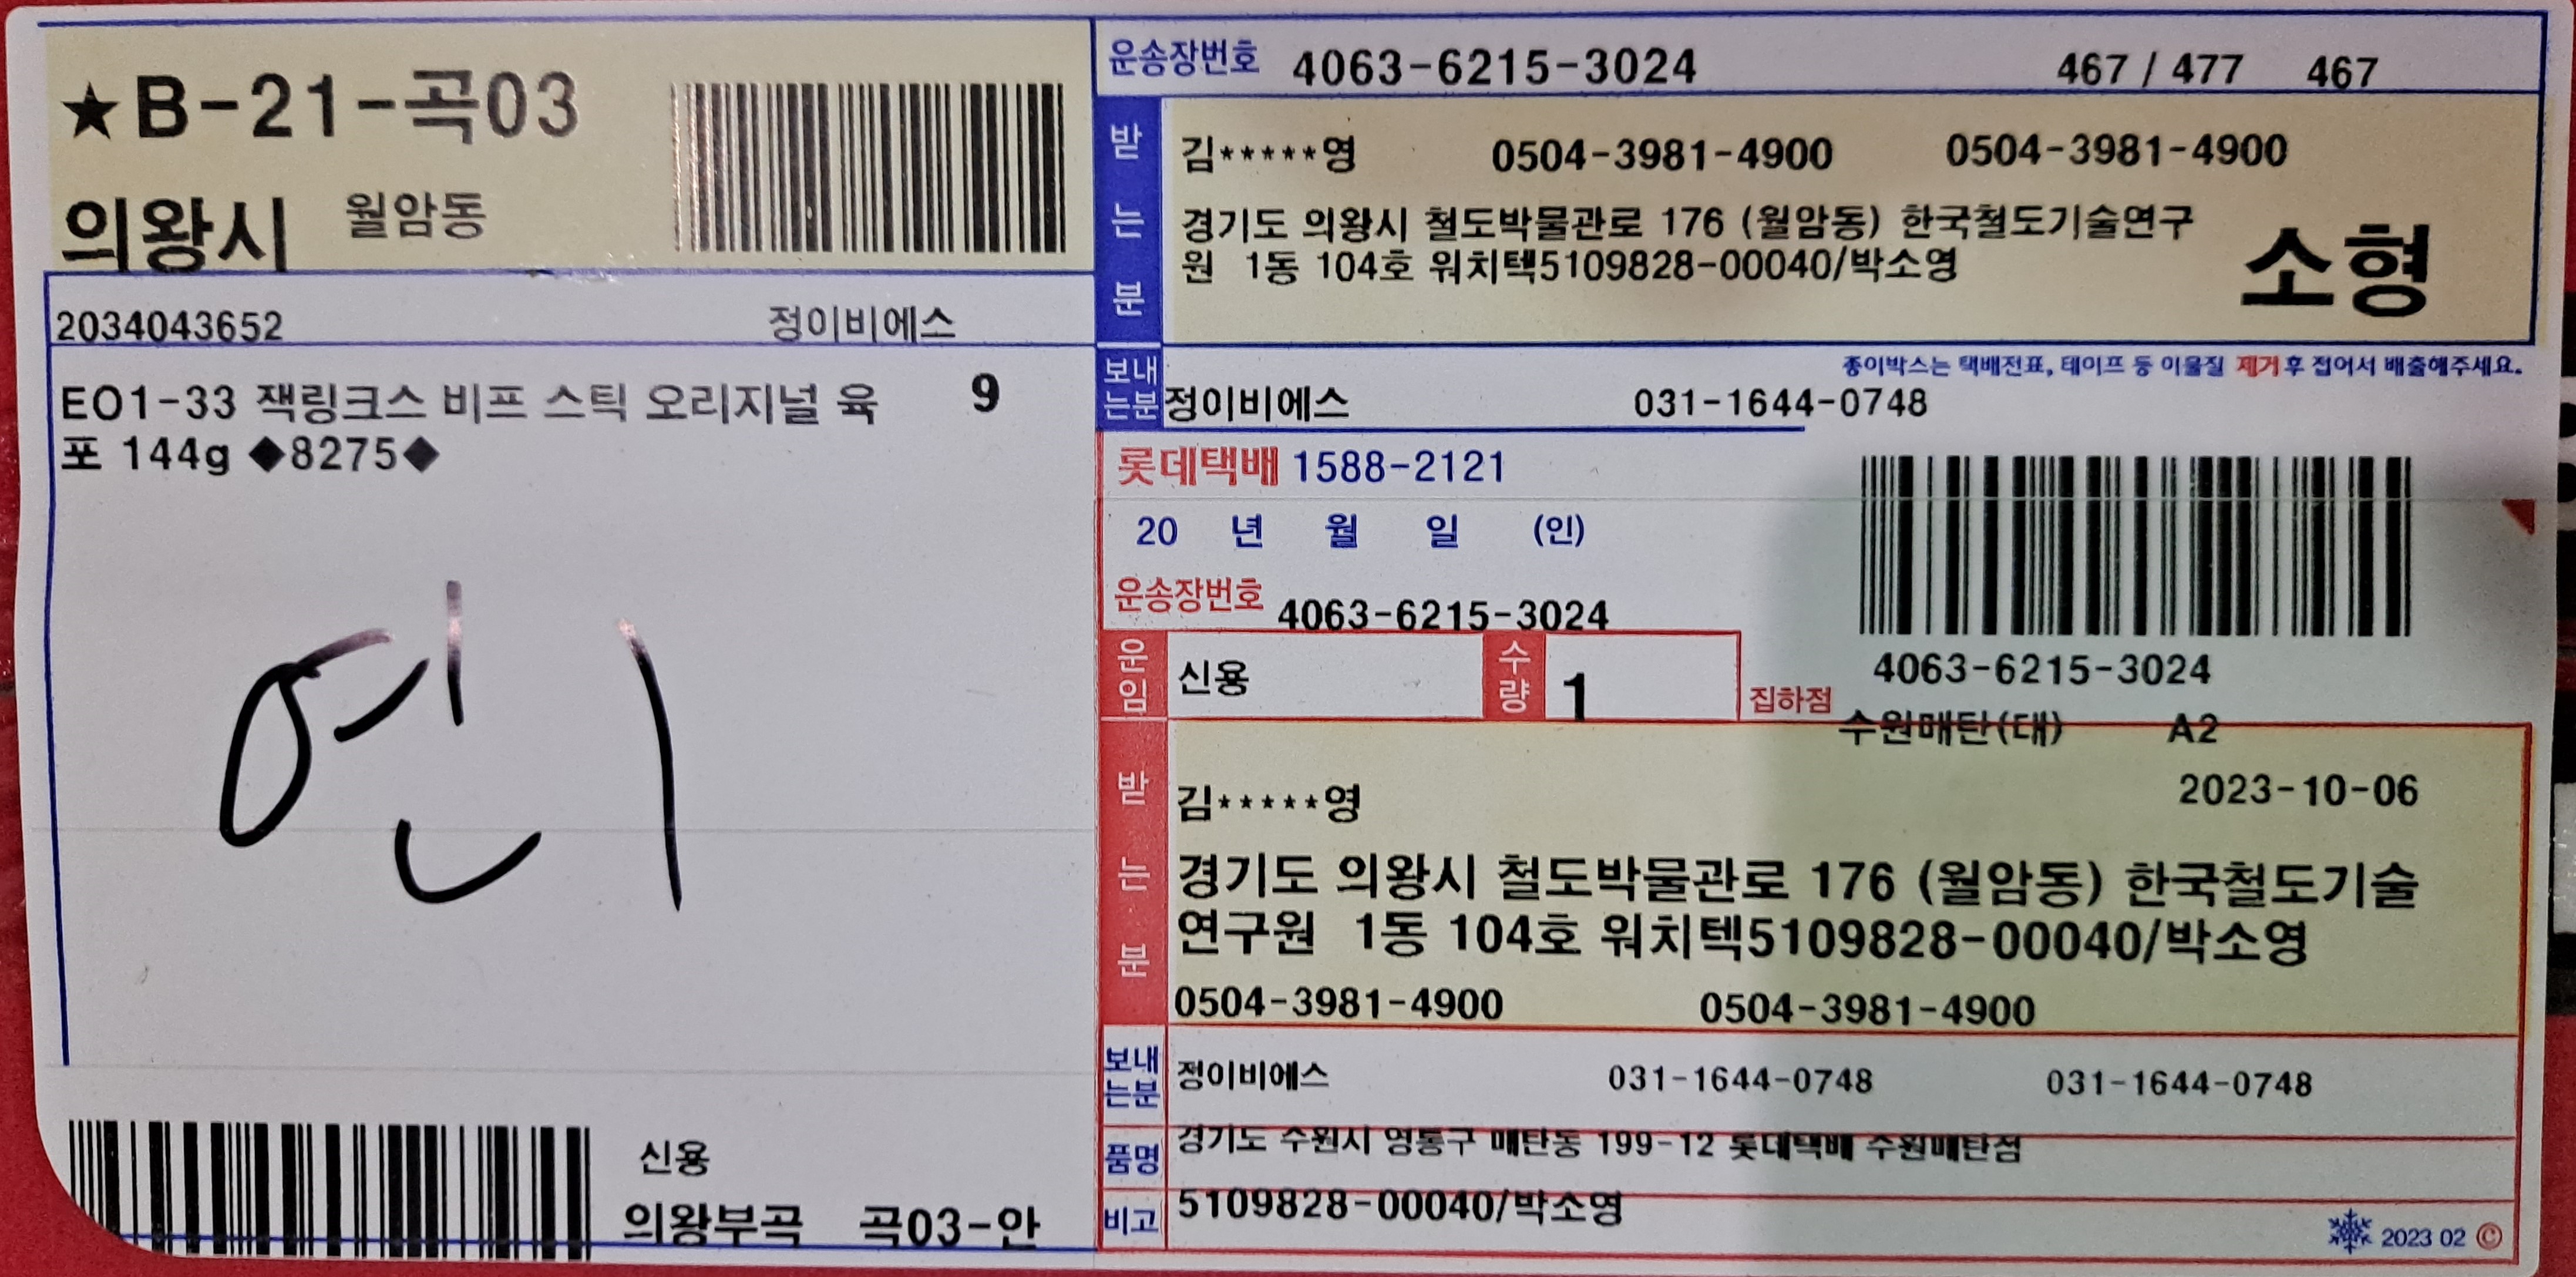 ★B-21-곡03
의왕시 월암동
2034043652 정이비에스
EO1-33 잭링크스 비프 스틱 오리지널 육 9
포 144g ◆8275◆
신용
의왕부곡 곡03-안
운송장번호 4063-6215-3024 467 / 477 467
받는분
김*****영 0504-3981-4900 0504-3981-4900
경기도 의왕시 철도박물관로 176 (월암동) 한국철도기술연구
원 1동 104호 워치텍5109828-00040/박소영
소형
종이박스는 택배전표, 테이프 등 이물질 제거 후 접어서 배출해주세요.
보내는분 정이비에스 031-1644-0748
롯데택배 1588-2121
20 년 월 일 (인)
운송장번호 4063-6215-3024
4063-6215-3024
운임 신용 수량 1
집하점 수원매탄(대) A2
받는분
김*****영 2023-10-06
경기도 의왕시 철도박물관로 176 (월암동) 한국철도기술
연구원 1동 104호 워치텍5109828-00040/박소영
0504-3981-4900 0504-3981-4900
보내는분 정이비에스 031-1644-0748 031-1644-0748
경기도 수원시 영통구 매탄동 199-12 롯데택배 수원매탄점
품명
5109828-00040/박소영
비고
2023 02 ©